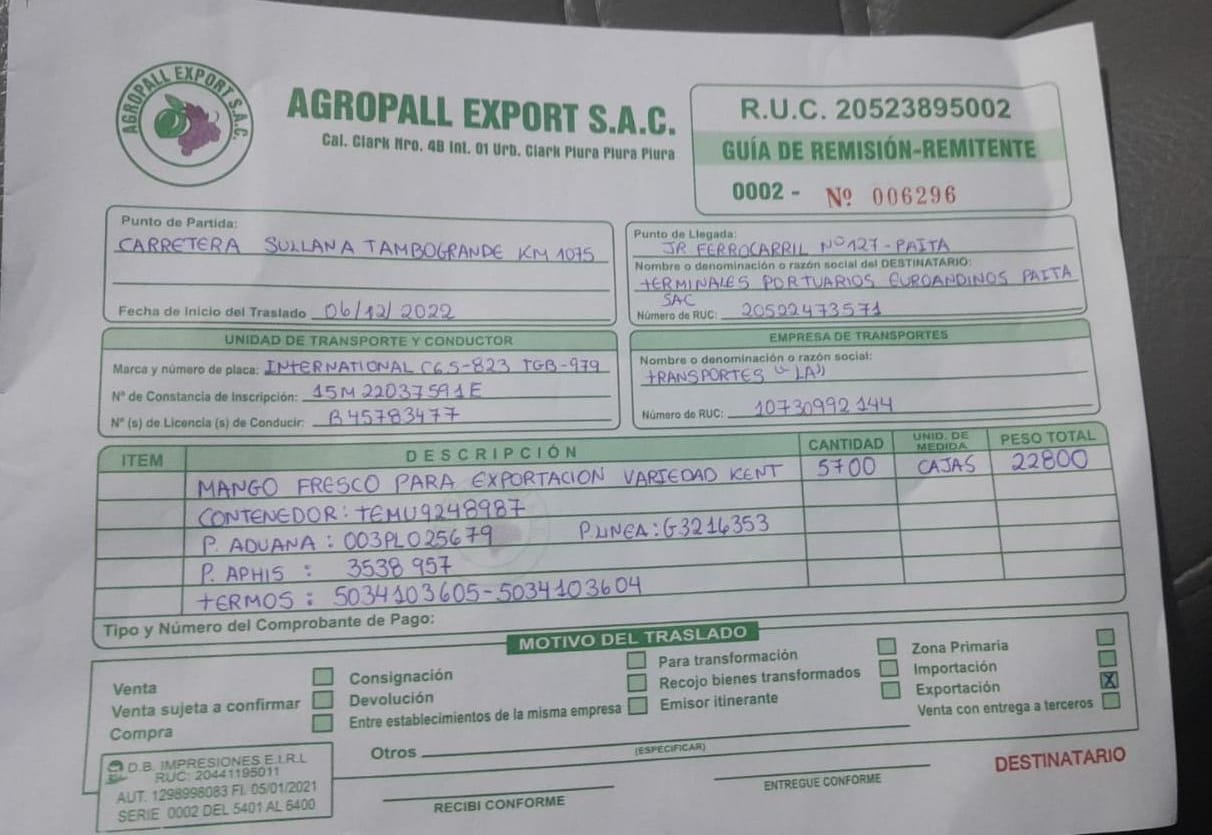 AGROPALL EXPORT S.A.C.
AGROPALL EXPORT S.A.C.
Cal. Clark Nro. 4B Int. 01 Urb. Clark Piura Piura Piura
R.U.C. 20523895002
GUÍA DE REMISIÓN-REMITENTE
0002 - Nº 006296
Punto de Partida:
CARRETERA SULLANA TAMBOGRANDE KM 1075
Fecha de Inicio del Traslado 06/12/2022
Punto de Llegada:
JR FERROCARRIL Nº 127 - PAITA
Nombre o denominación o razón social del DESTINATARIO:
TERMINALES PORTUARIOS EUROANDINOS PAITA
SAC
Número de RUC: 20522473571
UNIDAD DE TRANSPORTE Y CONDUCTOR
Marca y número de placa: INTERNATIONAL C6S-823 TGB-979
Nº de Constancia de Inscripción: 15M22037591E
Nº (s) de Licencia (s) de Conducir: B45783477
EMPRESA DE TRANSPORTES
Nombre o denominación o razón social:
TRANSPORTES "LA"
Número de RUC: 10730992144
ITEM DESCRIPCIÓN CANTIDAD UNID. DE MEDIDA PESO TOTAL
MANGO FRESCO PARA EXPORTACION VARIEDAD KENT 5700 CAJAS 22800
CONTENEDOR: TEMU9248987
P. ADUANA: 003PLO25679 P.LINEA: G3216353
P. APHIS : 3538957
TERMOS : 5034103605-5034103604
Tipo y Número del Comprobante de Pago:
MOTIVO DEL TRASLADO
Venta
Venta sujeta a confirmar
Compra
Consignación
Devolución
Entre establecimientos de la misma empresa
Para transformación
Recojo bienes transformados
Emisor itinerante
Zona Primaria
Importación
Exportación X
Venta con entrega a terceros
Otros
(ESPECIFICAR)
D.B. IMPRESIONES E.I.R.L
RUC: 20441195011
AUT. 1298998083 FI. 05/01/2021
SERIE 0002 DEL 5401 AL 6400
RECIBI CONFORME
ENTREGUE CONFORME
DESTINATARIO